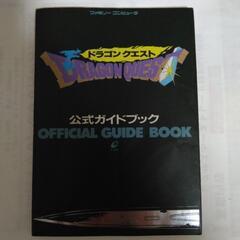 ファミリー コンピュータ
ドラゴンクエスト
DRAGON QUEST
公式ガイドブック
OFFICIAL GUIDE BOOK